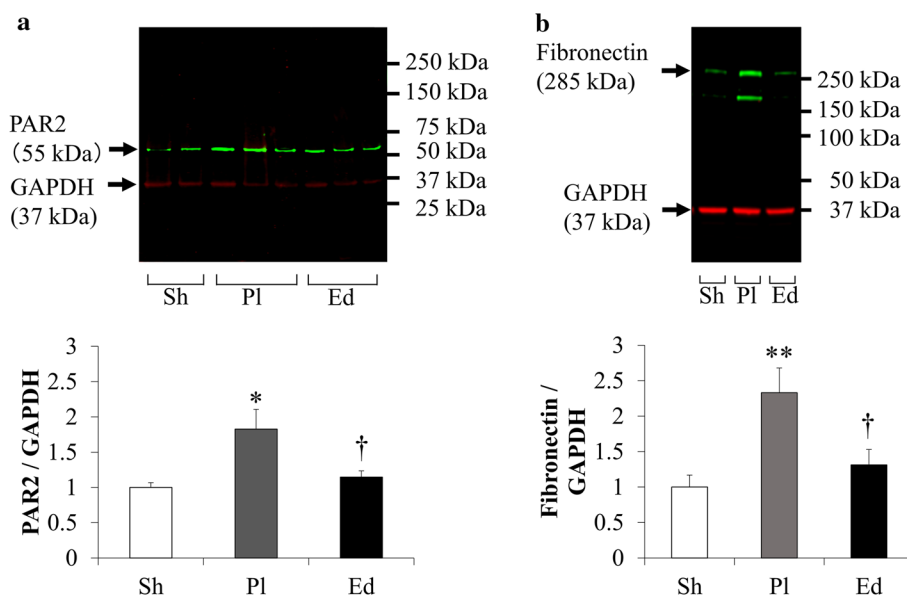 a
250 kDa
150 kDa
75 kDa
50 kDa
37 kDa
25 kDa
PAR2
(55 kDa)
GAPDH
(37 kDa)
Sh Pl Ed
PAR2 / GAPDH
3
2.5
2
1.5
1
0.5
0
*
†
Sh Pl Ed
b
Fibronectin
(285 kDa)
GAPDH
(37 kDa)
250 kDa
150 kDa
100 kDa
50 kDa
37 kDa
Sh Pl Ed
Fibronectin /
GAPDH
3
2.5
2
1.5
1
0.5
0
**
†
Sh Pl Ed